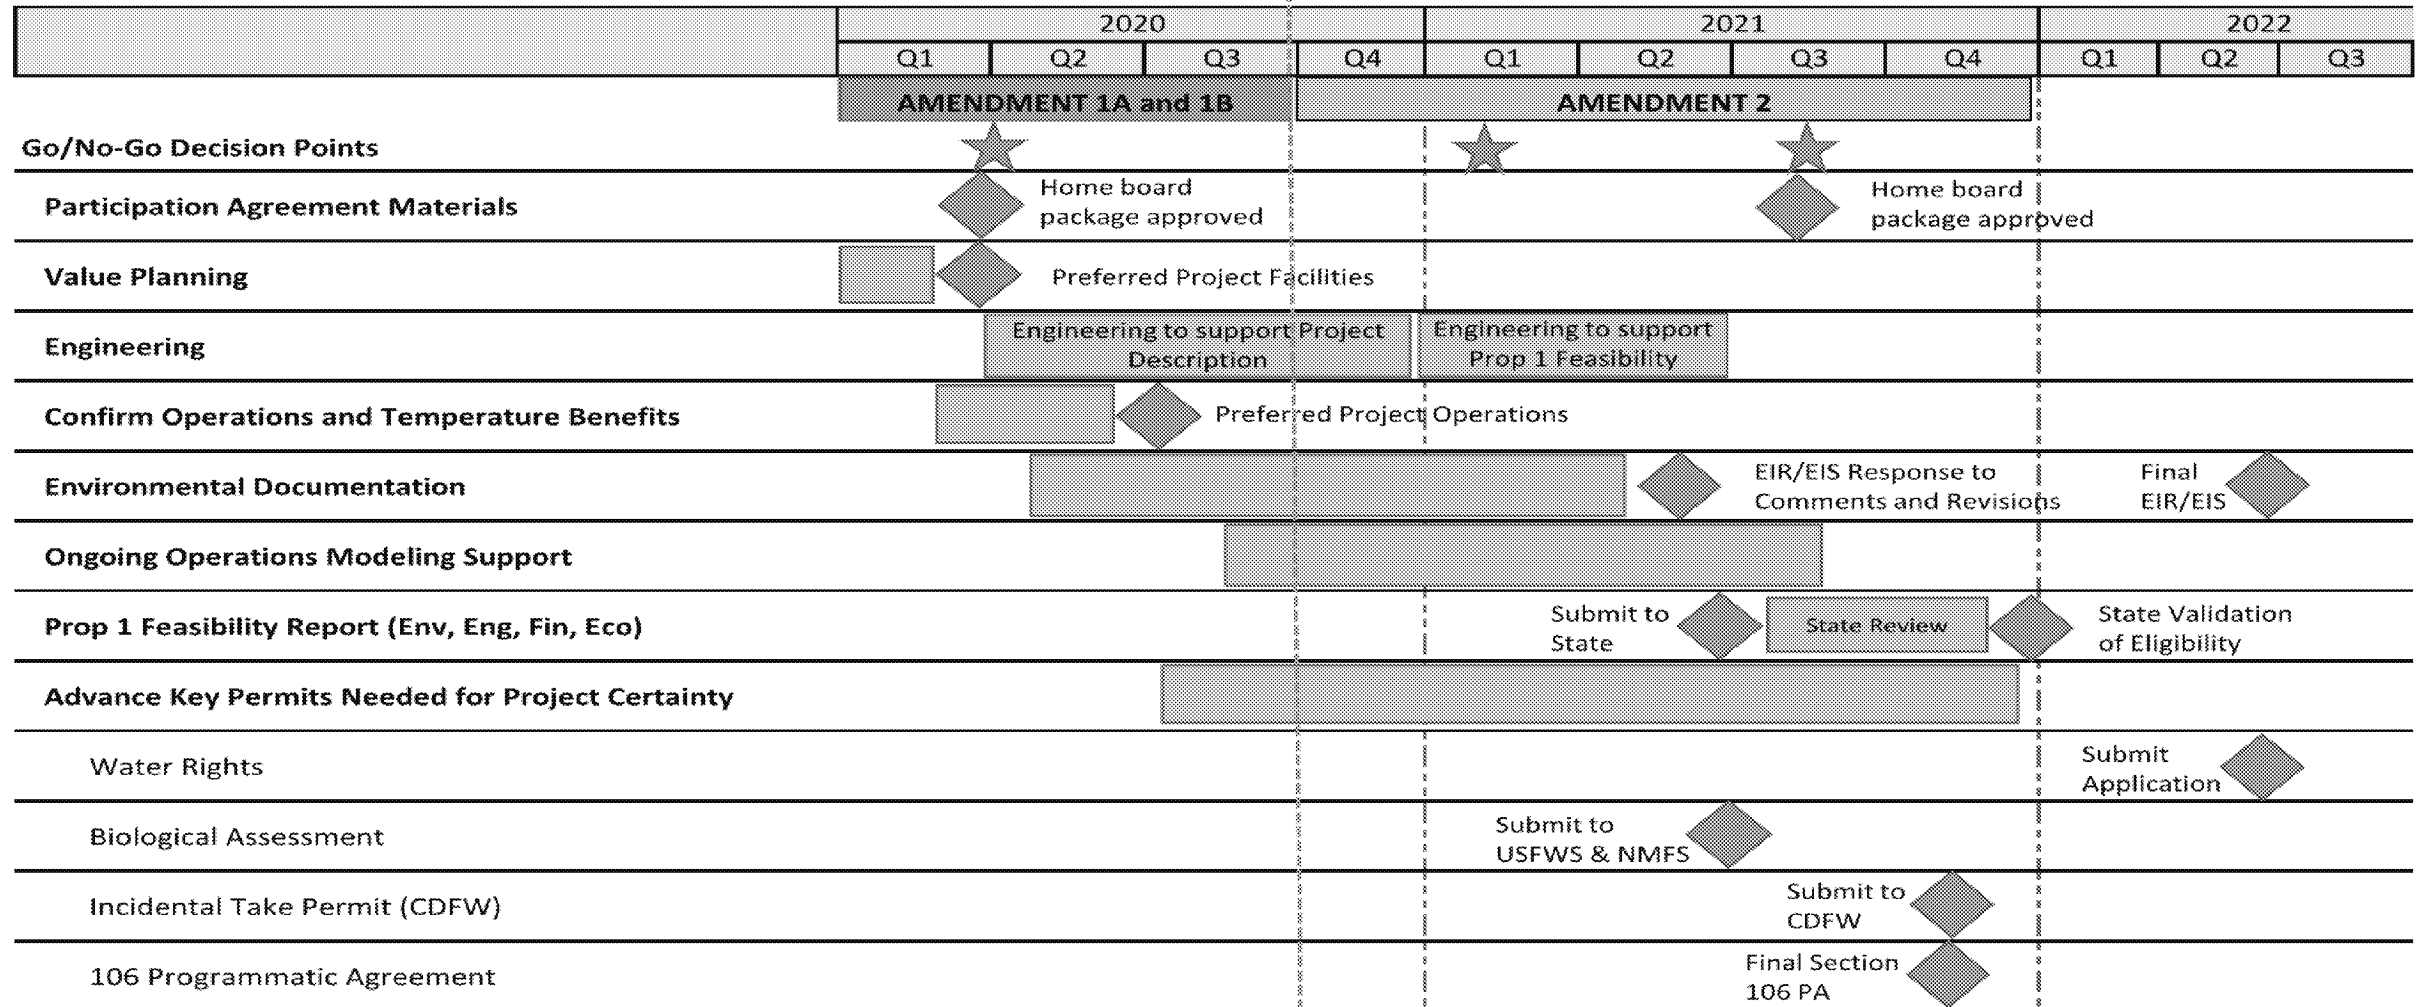 2020 2021 2022
Q1 Q2 Q3 Q4 Q1 Q2 Q3 Q4 Q1 Q2 Q3
AMENDMENT 1A and 1B AMENDMENT 2
Go/No-Go Decision Points
Participation Agreement Materials
Home board
package approved
Home board
package approved
Value Planning
Preferred Project Facilities
Engineering
Engineering to support Project
Description
Engineering to support
Prop 1 Feasibility
Confirm Operations and Temperature Benefits
Preferred Project Operations
Environmental Documentation
EIR/EIS Response to
Comments and Revisions
Final
EIR/EIS
Ongoing Operations Modeling Support
Prop 1 Feasibility Report (Env, Eng, Fin, Eco)
Submit to
State
State Review
State Validation
of Eligibility
Advance Key Permits Needed for Project Certainty
Water Rights
Submit
Application
Biological Assessment
Submit to
USFWS & NMFS
Incidental Take Permit (CDFW)
Submit to
CDFW
106 Programmatic Agreement
Final Section
106 PA